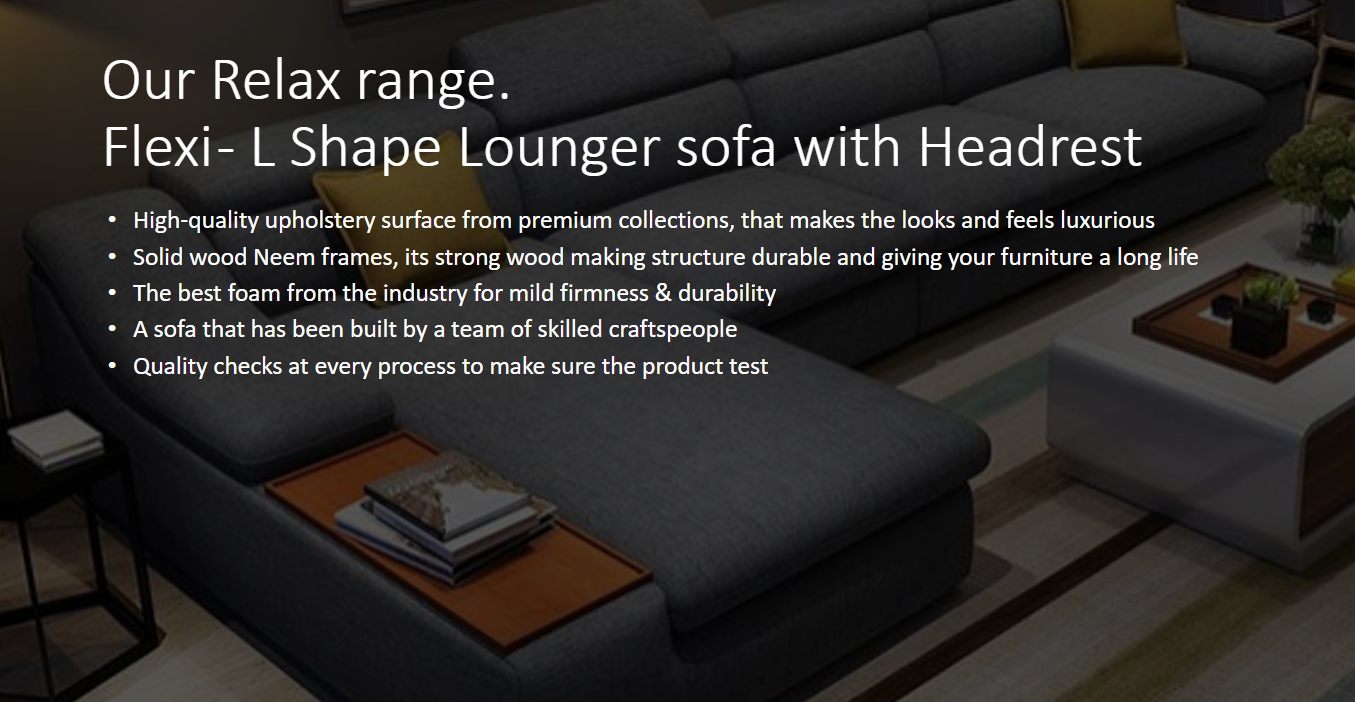 Our Relax range.
Flexi- L Shape Lounger sofa with Headrest
• High-quality upholstery surface from premium collections, that makes the looks and feels luxurious
• Solid wood Neem frames, its strong wood making structure durable and giving your furniture a long life
• The best foam from the industry for mild firmness & durability
• A sofa that has been built by a team of skilled craftspeople
• Quality checks at every process to make sure the product test